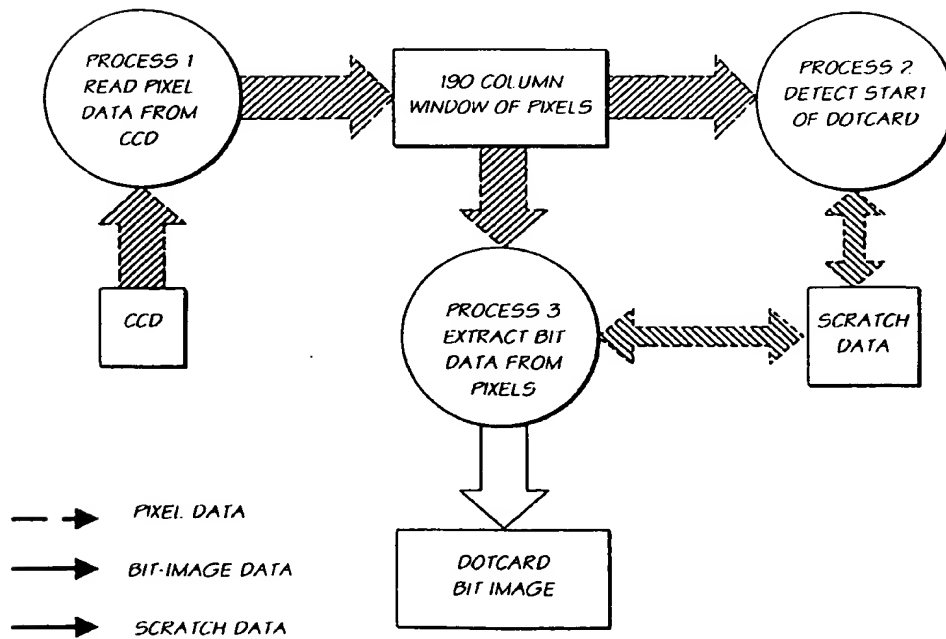 PROCESS 1
READ PIXEL
DATA FROM
CCD
190 COLUMN
WINDOW OF PIXELS
PROCESS 2
DETECT START
OF DOTCARD
CCD
PROCESS 3
EXTRACT BIT
DATA FROM
PIXELS
SCRATCH
DATA
DOTCARD
BIT IMAGE
PIXEL DATA
BIT-IMAGE DATA
SCRATCH DATA